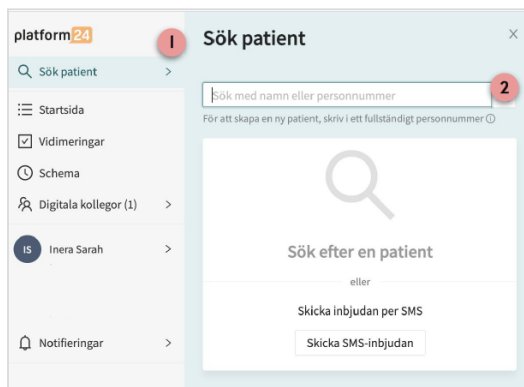 platform24
Sök patient
Startsida
Vidimeringar
Schema
Digitala kollegor (1)
IS Inera Sarah
Notifieringar
1
Sök patient
Sök med namn eller personnummer
2
För att skapa en ny patient, skriv i ett fullständigt personnummer
Sök efter en patient
eller
Skicka inbjudan per SMS
Skicka SMS-inbjudan